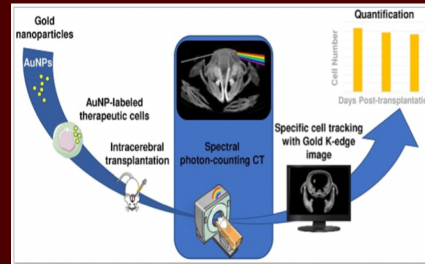 Gold
nanoparticles
AuNPs
AuNP-labeled
therapeutic cells
Intracerebral
transplantation
Spectral
photon-counting CT
Specific cell tracking
with Gold K-edge
image
Quantification
Cell Number
Days Post-transplantation